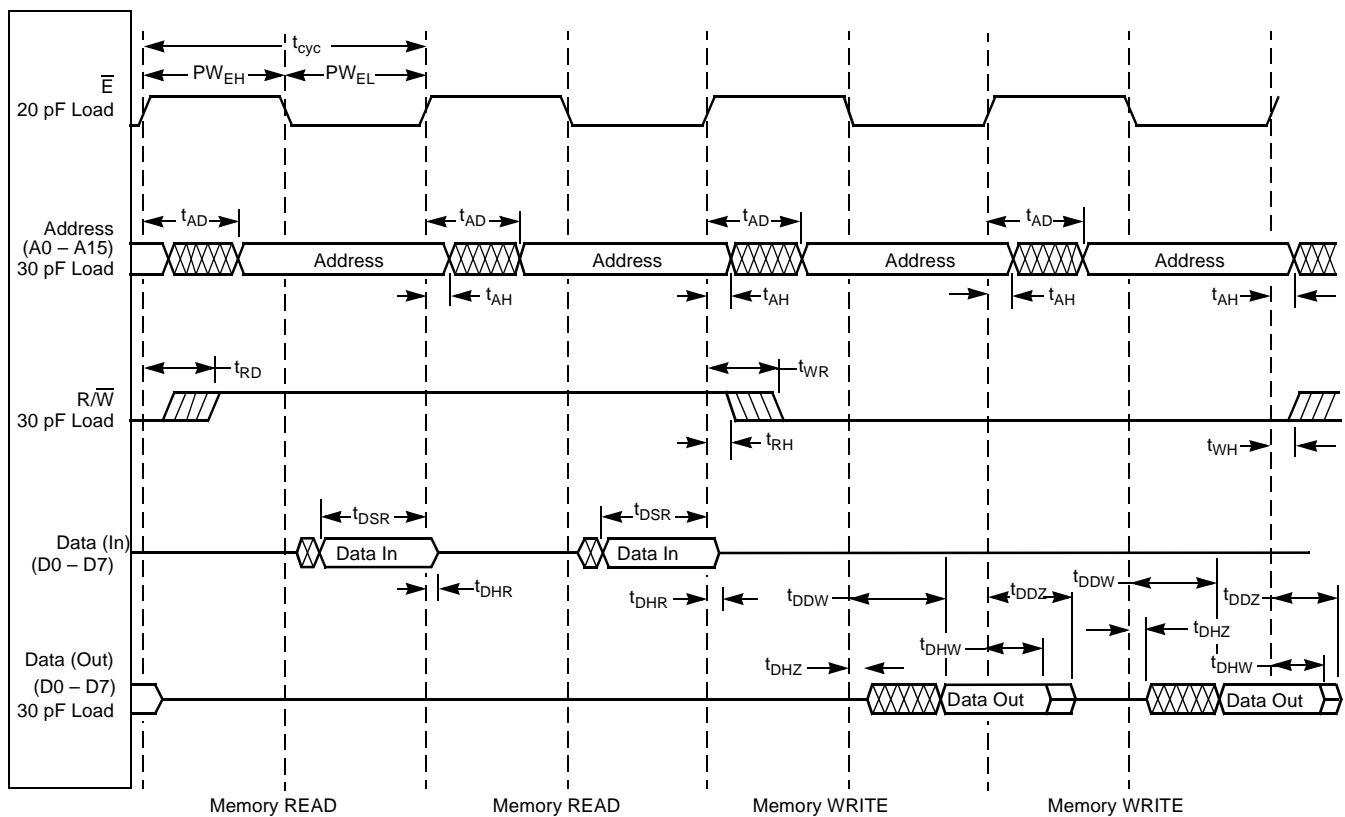 t_cyc
PW_EH PW_EL
E̅
20 pF Load
t_AD t_AD t_AD t_AD
Address
(A0 – A15)
30 pF Load
Address Address Address Address
t_AH t_AH t_AH t_AH t_AH
t_RD t_WR
R/W̅
30 pF Load
t_RH t_WH
t_DSR t_DSR
Data (In)
(D0 – D7)
Data In Data In
t_DHR t_DHR t_DDW t_DDZ t_DDW t_DDZ
t_DHZ t_DHW t_DHZ t_DHW
Data (Out)
(D0 – D7)
30 pF Load
Data Out Data Out
Memory READ Memory READ Memory WRITE Memory WRITE